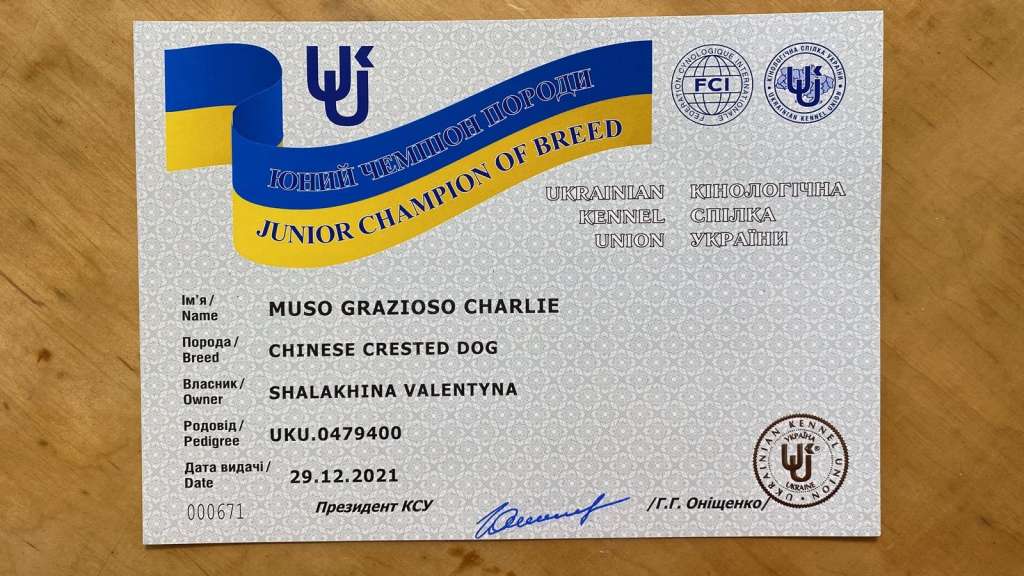 ЮНИЙ ЧЕМПІОН ПОРОДИ
JUNIOR CHAMPION OF BREED
FEDERATION CYNOLOGIQUE INTERNATIONALE
FCI
КІНОЛОГІЧНА СПІЛКА УКРАЇНИ
UKRAINIAN KENNEL UNION
UKRAINIAN КІНОЛОГІЧНА
KENNEL СПІЛКА
UNION УКРАЇНИ
Ім'я /
Name
MUSO GRAZIOSO CHARLIE
Порода /
Breed
CHINESE CRESTED DOG
Власник /
Owner
SHALAKHINA VALENTYNA
Родовід /
Pedigree
UKU.0479400
Дата видачі /
Date
29.12.2021
000671
Президент КСУ
/Г.Г. Оніщенко/
UKRAINIAN KENNEL UNION
УКРАЇНА
UKRAINE